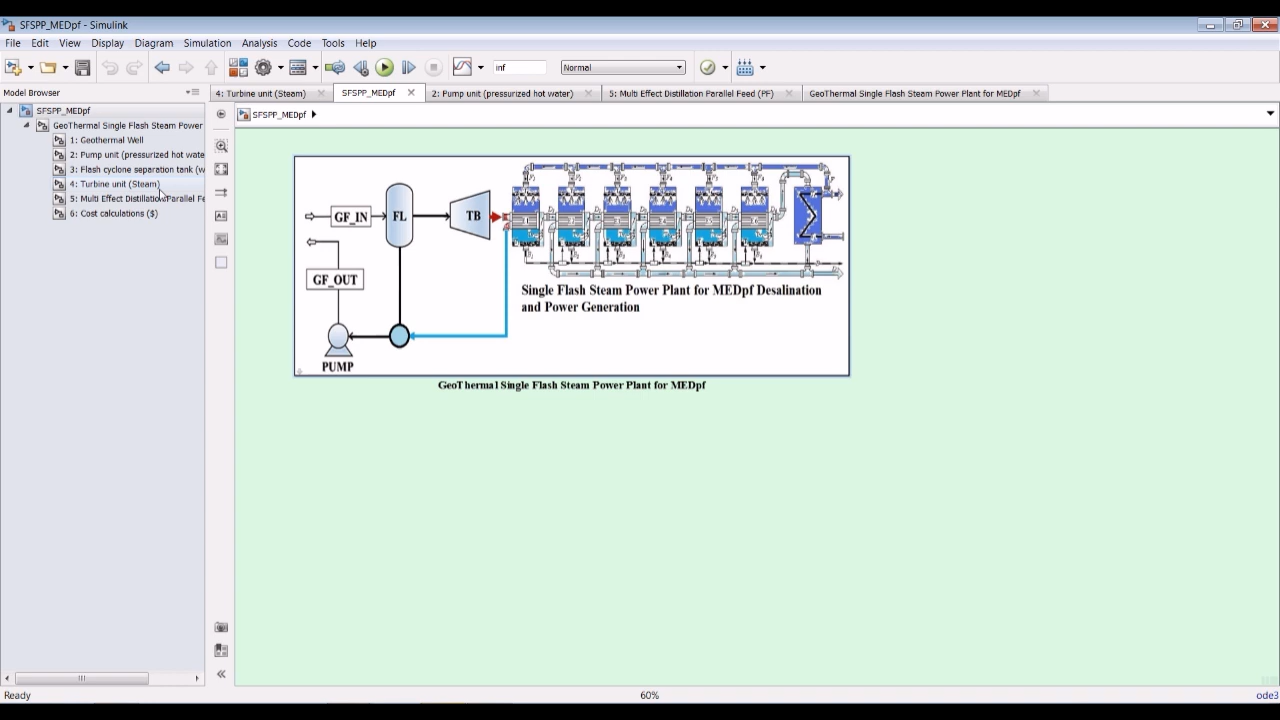 SFSPP_MEDpf - Simulink
File Edit View Display Diagram Simulation Analysis Code Tools Help
inf
Normal
Model Browser
4: Turbine unit (Steam)
SFSPP_MEDpf
2: Pump unit (pressurized hot water)
5: Multi Effect Distillation Parallel Feed (PF)
GeoThermal Single Flash Steam Power Plant for MEDpf
SFSPP_MEDpf
GeoThermal Single Flash Steam Power
1: Geothermal Well
2: Pump unit (pressurized hot wate
3: Flash cyclone separation tank (w
4: Turbine unit (Steam)
5: Multi Effect Distillation Parallel Fe
6: Cost calculations ($)
SFSPP_MEDpf
GF_IN
FL
TB
GF_OUT
PUMP
Single Flash Steam Power Plant for MEDpf Desalination
and Power Generation
GeoThermal Single Flash Steam Power Plant for MEDpf
Ready
60%
ode3